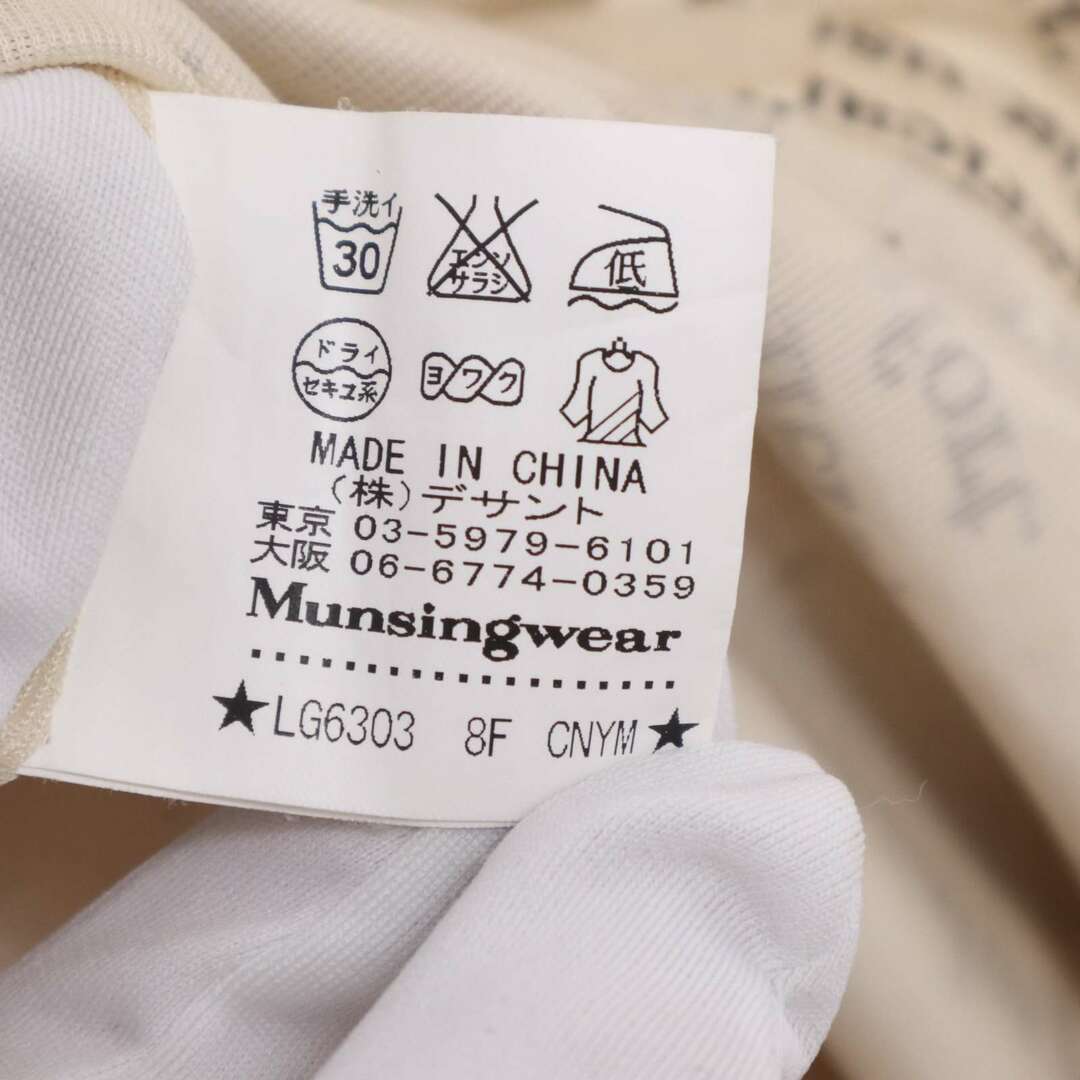 手洗イ
30
エンソ
サラシ
低
ドライ
セキユ系
ヨワク
MADE IN CHINA
(株)デサント
東京 03-5979-6101
大阪 06-6774-0359
Munsingwear
★LG6303 8F CNYM★